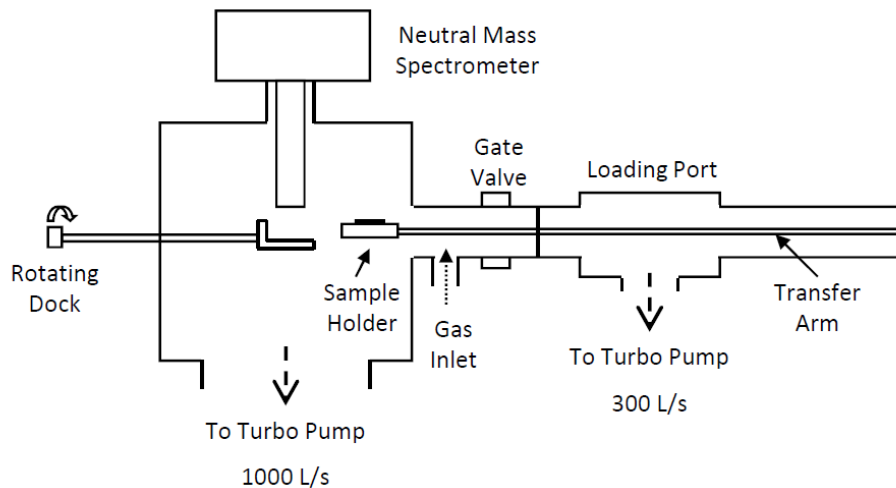 Neutral Mass
Spectrometer
Gate
Valve
Loading Port
Rotating
Dock
Sample
Holder
Gas
Inlet
Transfer
Arm
To Turbo Pump
300 L/s
To Turbo Pump
1000 L/s